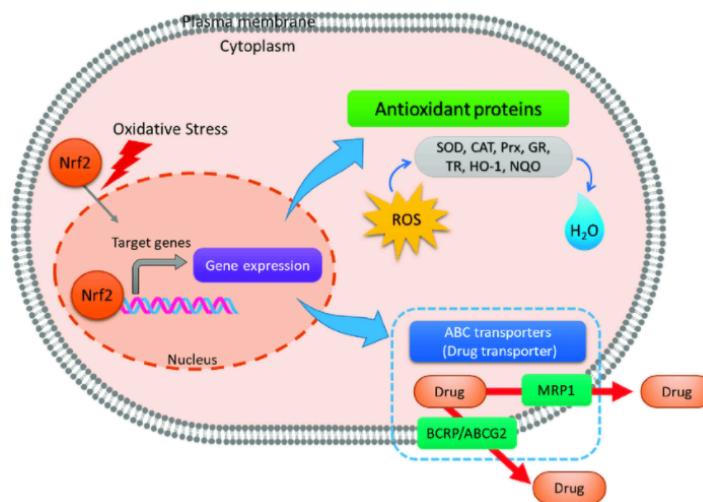 Plasma membrane
Cytoplasm
Antioxidant proteins
Oxidative Stress
Nrf2
SOD, CAT, Prx, GR,
TR, HO-1, NQO
ROS
H₂O
Target genes
Gene expression
Nrf2
Nucleus
ABC transporters
(Drug transporter)
Drug
MRP1
Drug
BCRP/ABCG2
Drug